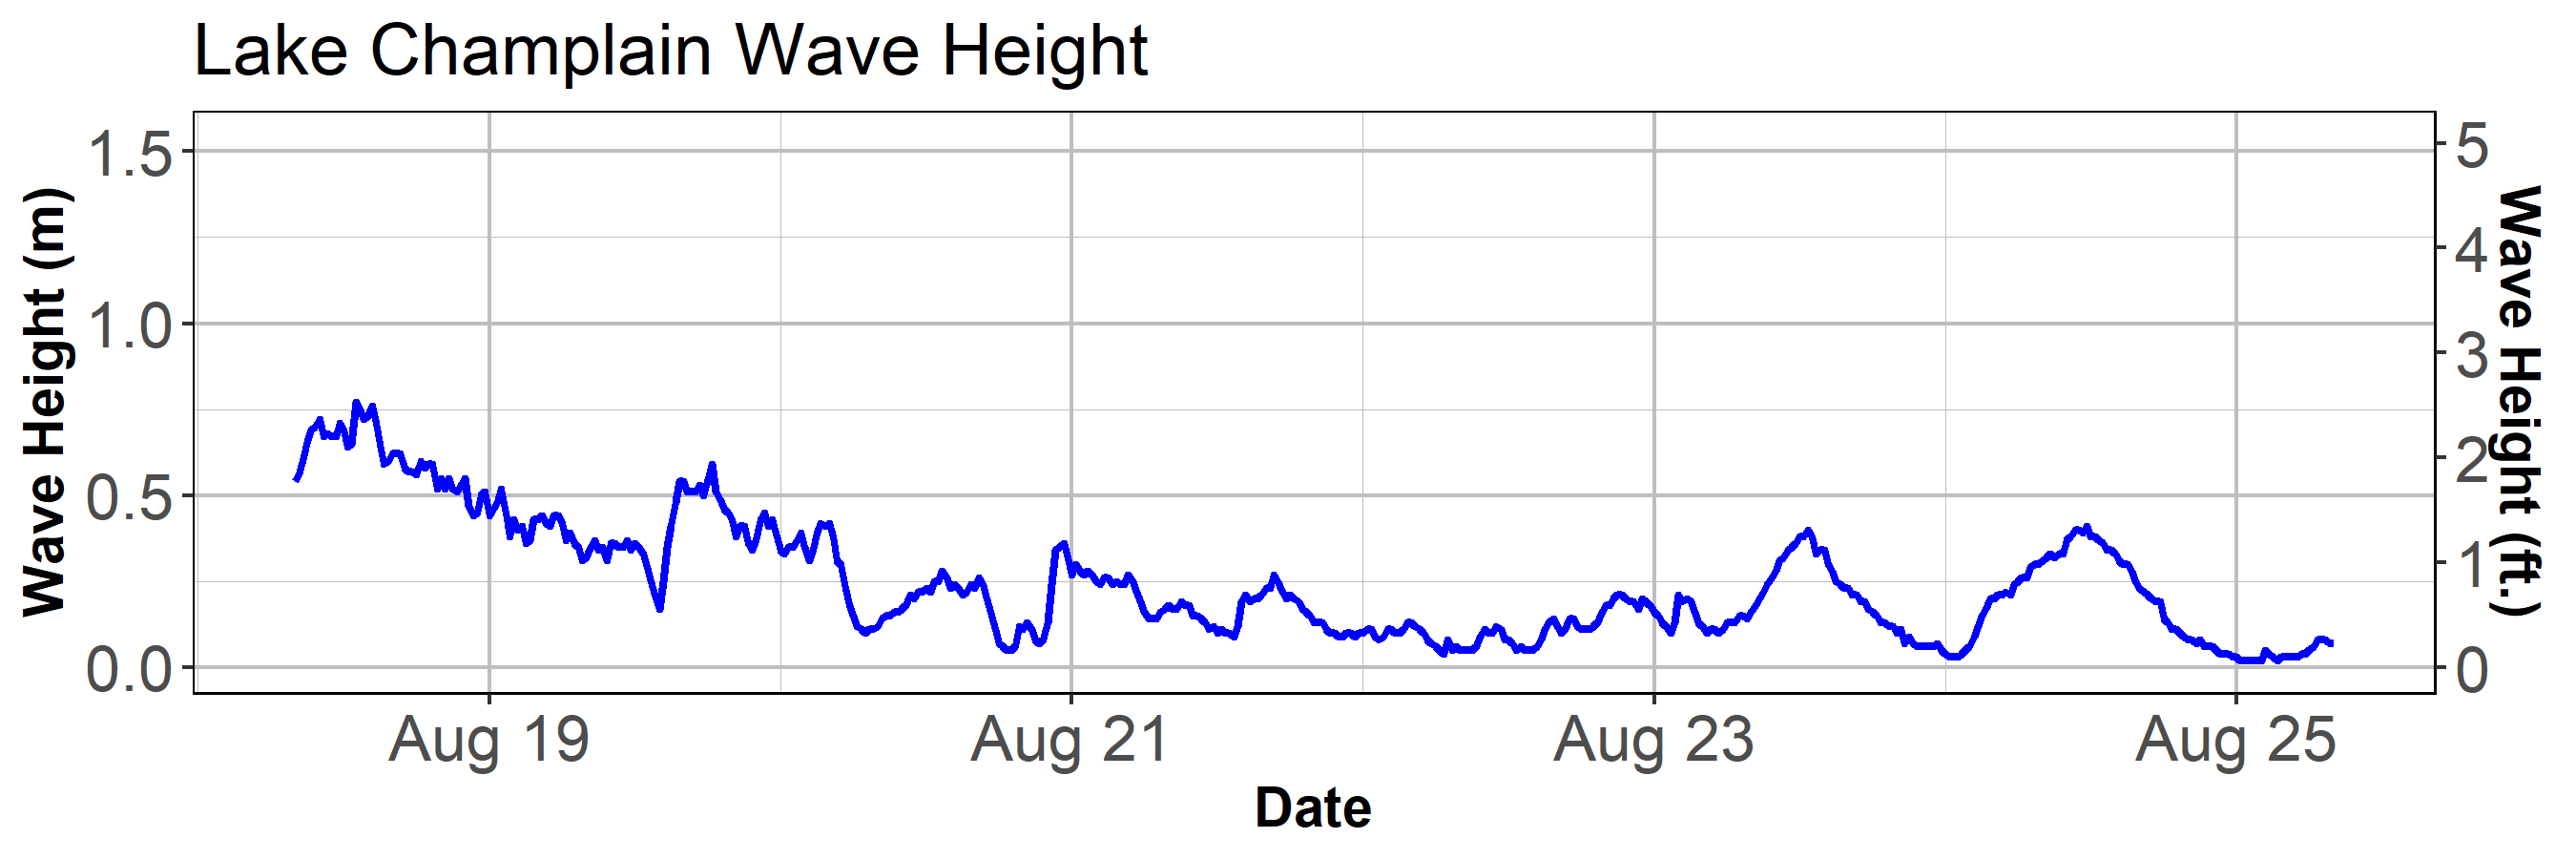 Lake Champlain Wave Height
Wave Height (m)
1.5
1.0
0.5
0.0
5
4
3
2
1
0
Wave Height (ft.)
Aug 19
Aug 21
Aug 23
Aug 25
Date